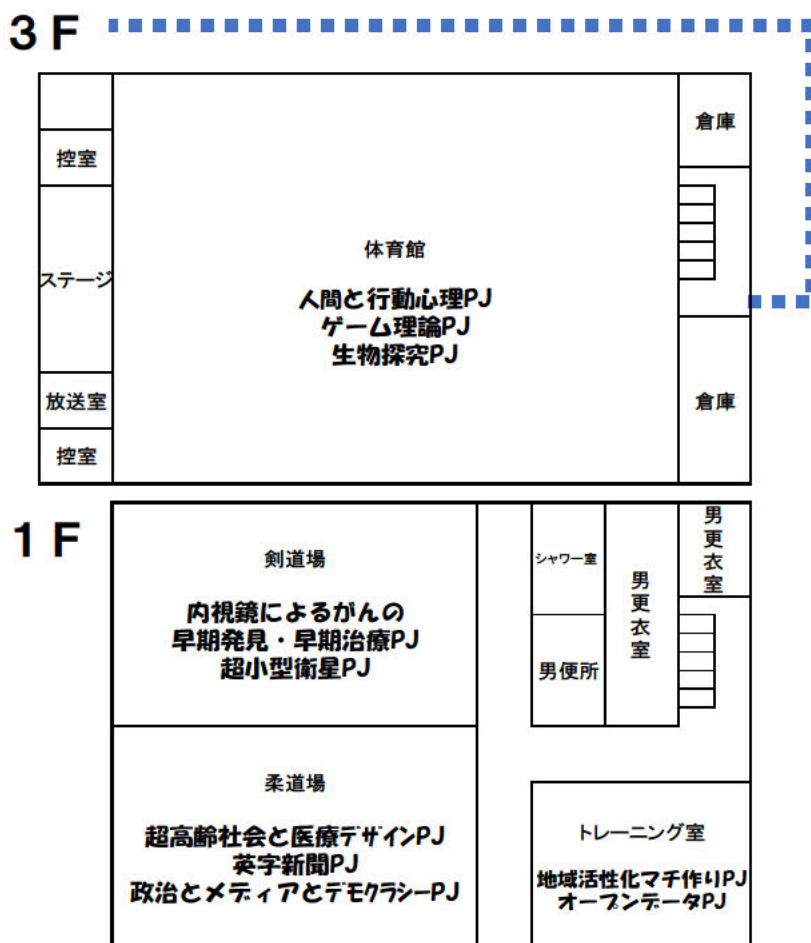 3F
控室
ステージ
放送室
控室
体育館
人間と行動心理PJ
ゲーム理論PJ
生物探究PJ
倉庫
倉庫
1F
剣道場
内視鏡によるがんの
早期発見・早期治療PJ
超小型衛星PJ
シャワー室
男便所
男更衣室
男更衣室
柔道場
超高齢社会と医療デザインPJ
英字新聞PJ
政治とメディアとデモクラシーPJ
トレーニング室
地域活性化マチ作りPJ
オープンデータPJ